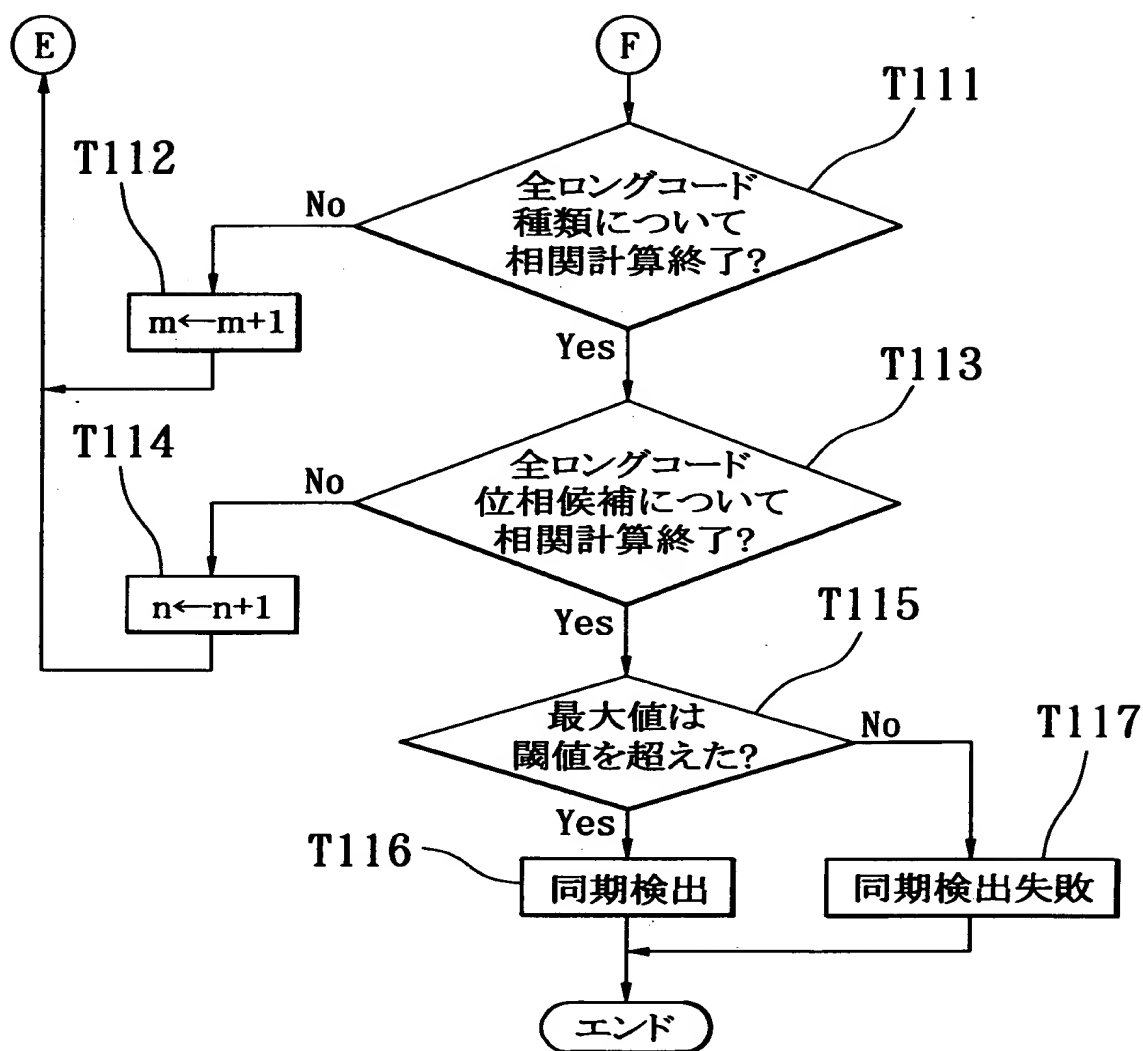 E
F
T111
T112
No
全ロングコード
種類について
相関計算終了?
m←m+1
Yes
T113
T114
No
全ロングコード
位相候補について
相関計算終了?
n←n+1
Yes
T115
最大値は
閾値を超えた?
No
T117
Yes
T116
同期検出
同期検出失敗
エンド